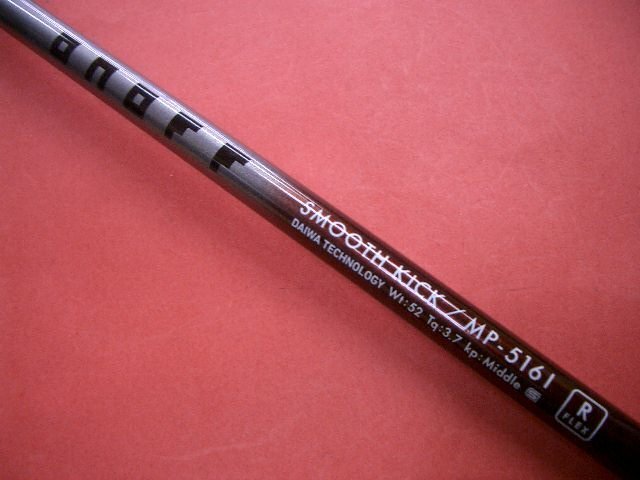 onoff
SMOOTH KICK / MP-516I
DAIWA TECHNOLOGY Wt:52 Tq:3.7 kp:Middle S
R
FLEX